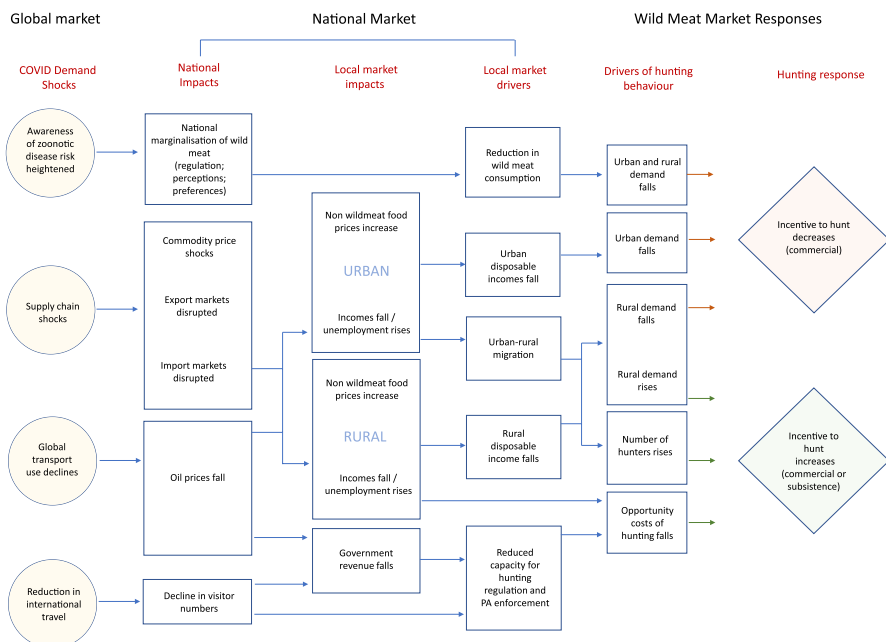 Global market
National Market
Wild Meat Market Responses
COVID Demand
Shocks
National
Impacts
Local market
impacts
Local market
drivers
Drivers of hunting
behaviour
Hunting response
Awareness
of zoonotic
disease risk
heightened
National
marginalisation of wild
meat
(regulation;
perceptions;
preferences)
Reduction in
wild meat
consumption
Urban and rural
demand
falls
Incentive to hunt
decreases
(commercial)
Supply chain
shocks
Commodity price
shocks
Export markets
disrupted
Import markets
disrupted
Non wildmeat food
prices increase
URBAN
Incomes fall /
unemployment rises
Urban
disposable
incomes fall
Urban demand
falls
Urban-rural
migration
Rural demand
falls
Rural demand
rises
Global
transport
use declines
Oil prices fall
Non wildmeat food
prices increase
RURAL
Incomes fall /
unemployment rises
Rural
disposable
income falls
Number of
hunters rises
Incentive to
hunt
increases
(commercial or
subsistence)
Opportunity
costs of
hunting falls
Government
revenue falls
Reduced
capacity for
hunting
regulation and
PA enforcement
Reduction in
international
travel
Decline in visitor
numbers